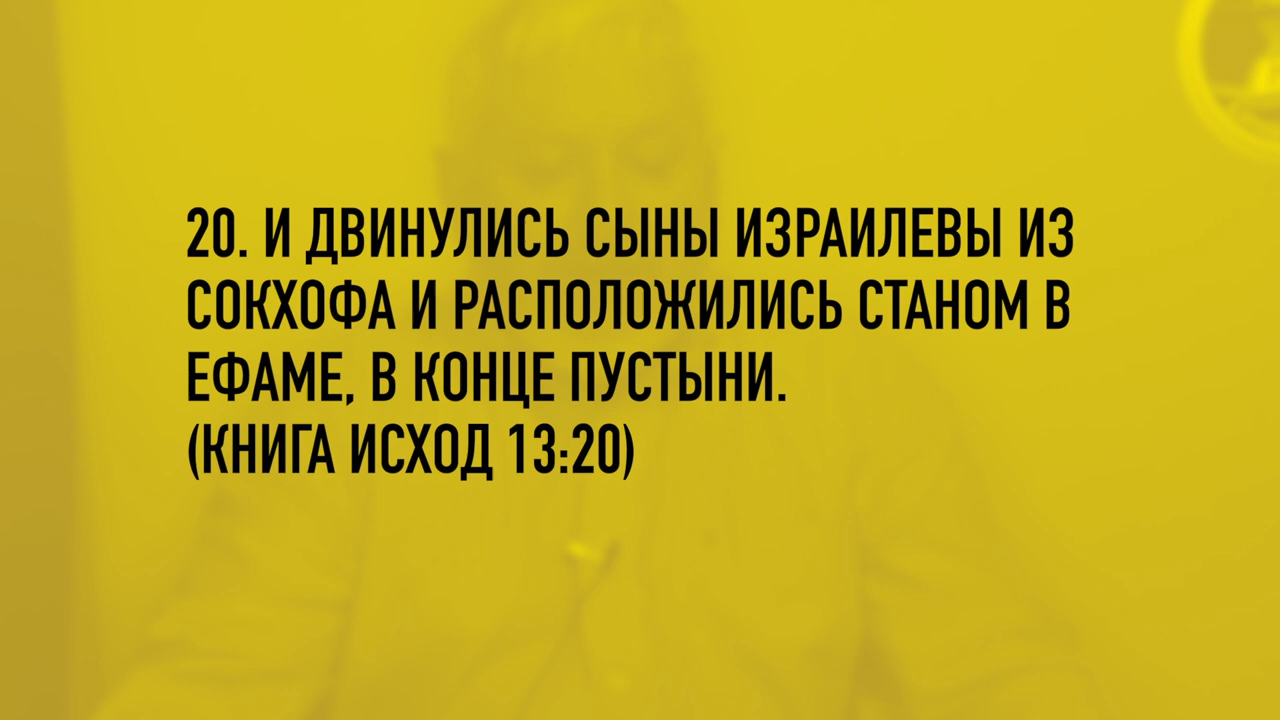 20. И ДВИНУЛИСЬ СЫНЫ ИЗРАИЛЕВЫ ИЗ
СОКХОФА И РАСПОЛОЖИЛИСЬ СТАНОМ В
ЕФАМЕ, В КОНЦЕ ПУСТЫНИ.
(КНИГА ИСХОД 13:20)